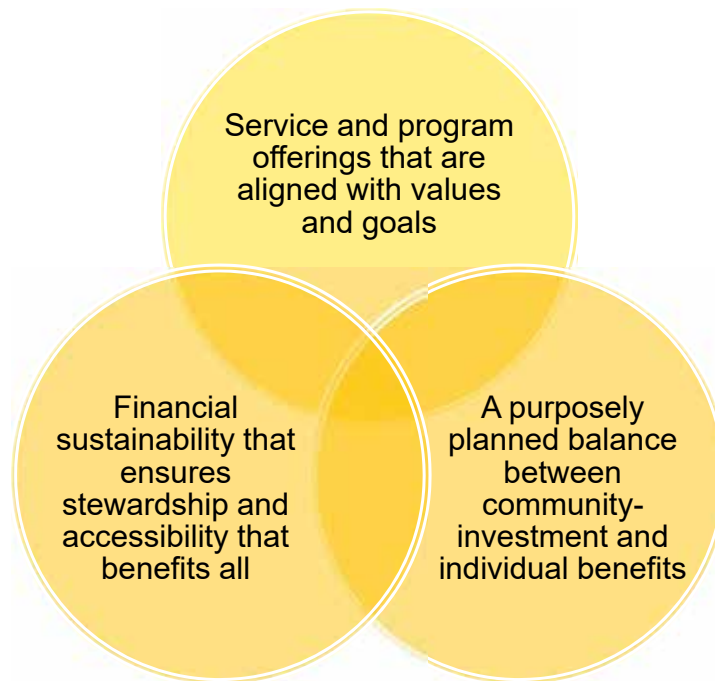 Service and program
offerings that are
aligned with values
and goals
Financial
sustainability that
ensures
stewardship and
accessibility that
benefits all
A purposely
planned balance
between
community-
investment and
individual benefits